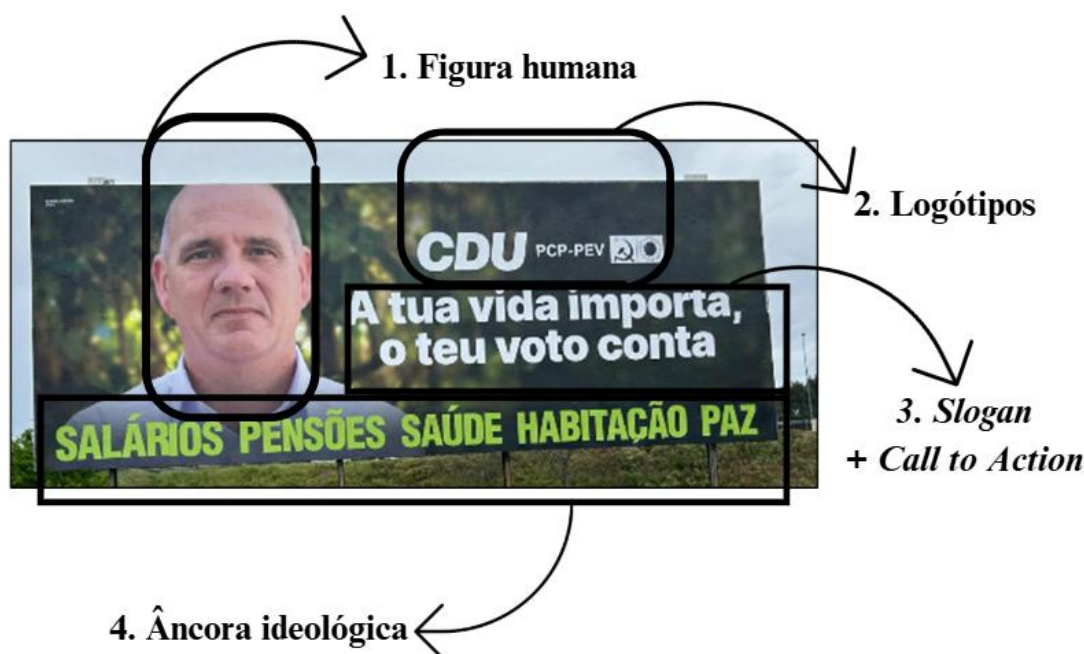 1. Figura humana
2. Logótipos
CDU PCP-PEV
A tua vida importa,
o teu voto conta
3. Slogan
+ Call to Action
SALÁRIOS PENSÕES SAÚDE HABITAÇÃO PAZ
4. Âncora ideológica